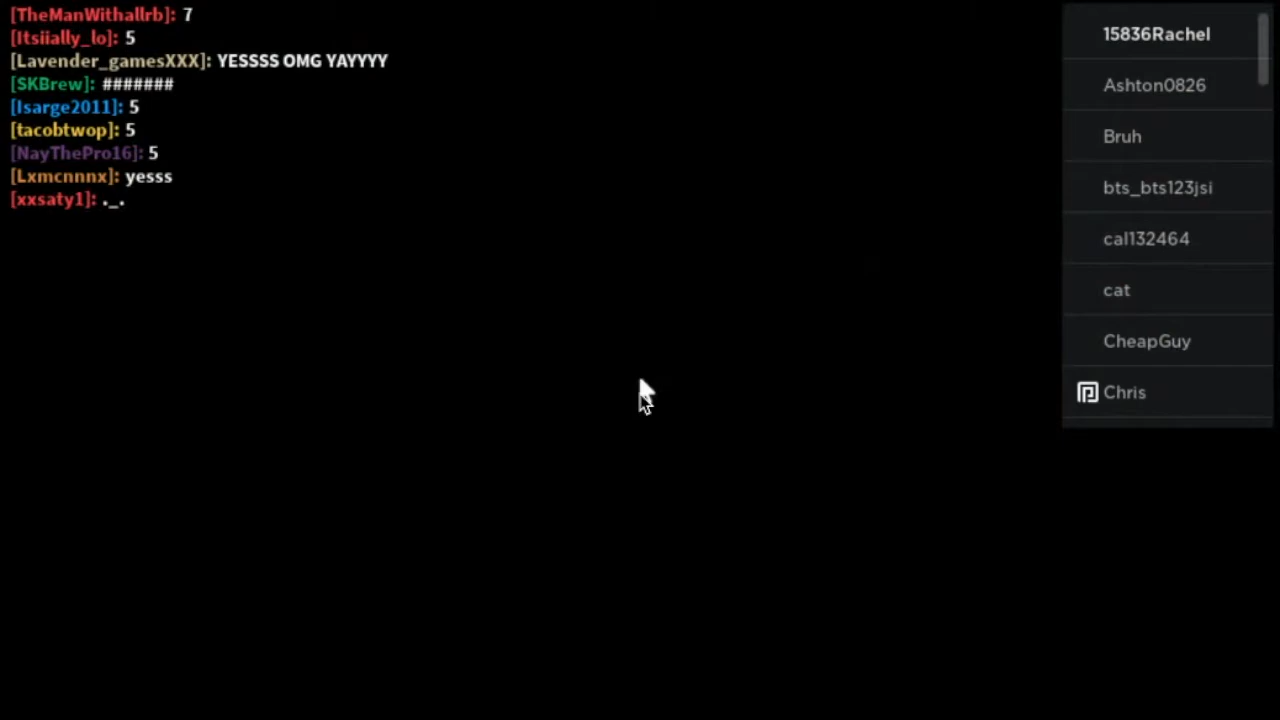 [TheManWithallrb]: 7
[Itsiially_lo]: 5
[Lavender_gamesXXX]: YESSSS OMG YAYYYY
[SKBrew]: #######
[Isarge2011]: 5
[tacobtwop]: 5
[NayThePro16]: 5
[Lxmcnnnx]: yesss
[xxsaty1]: ._.
15836Rachel
Ashton0826
Bruh
bts_bts123jsi
cal132464
cat
CheapGuy
Chris